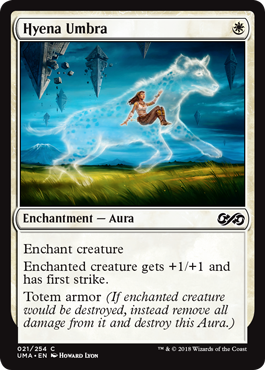 Hyena Umbra
Enchantment — Aura
Enchant creature
Enchanted creature gets +1/+1 and
has first strike.
Totem armor (If enchanted creature
would be destroyed, instead remove all
damage from it and destroy this Aura.)
021/254 C
UMA • EN Howard Lyon
™ & © 2018 Wizards of the Coast